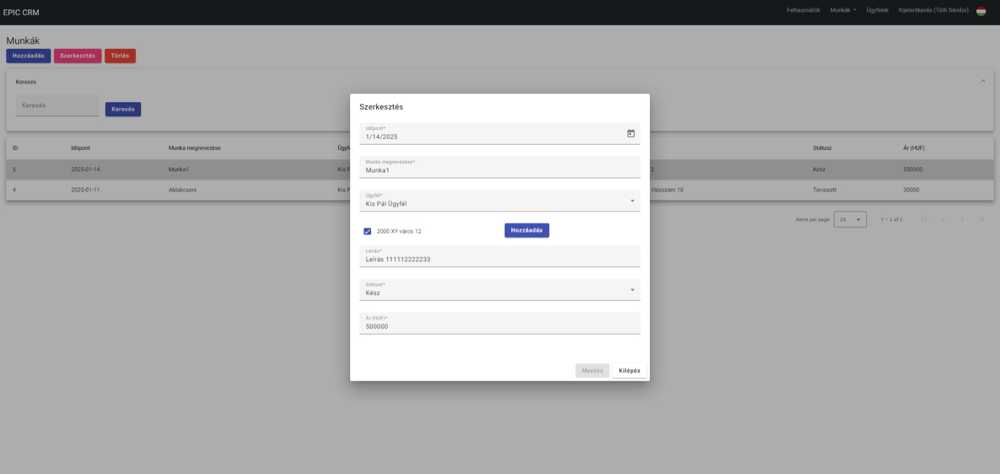 EPIC CRM
Felhasználók Munkák Ügyfelek Kijelentkezés (Tóth Sándor)
Munkák
Hozzáadás Szerkesztés Törlés
Keresés
Keresés Keresés
ID Időpont Munka megnevezése Ügyfe Státusz Ár (HUF)
5 2025-01-14 Munka1 Kis P 2 Kész 500000
4 2025-01-11 Ablakcsere Kis P Házszám 10 Tervezett 30000
Items per page: 25 1 – 2 of 2
Szerkesztés
Időpont*
1/14/2025
Munka megnevezése*
Munka1
Ügyfél*
Kis Pál Ügyfél
2000 XY város 12 Hozzáadás
Leírás*
Leírás 111112222233
Státusz*
Kész
Ár (HUF)*
500000
Mentés Kilépés